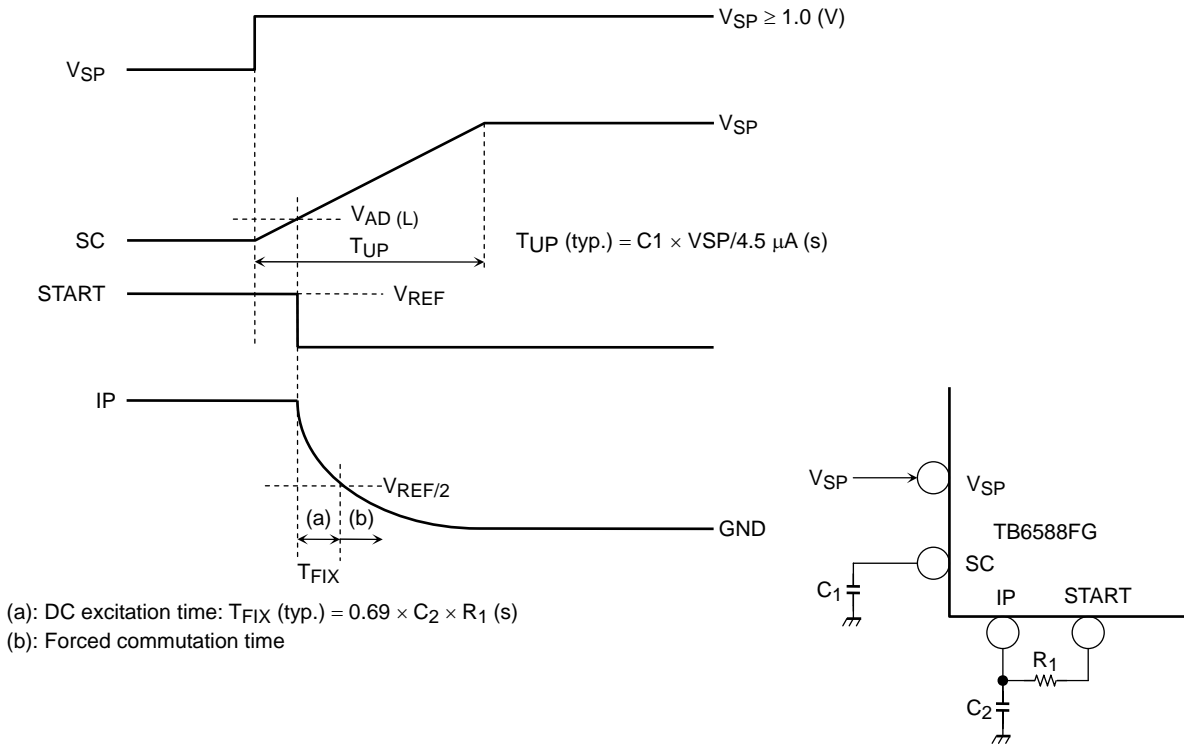 V_SP ≥ 1.0 (V)
V_SP
V_SP
V_AD (L)
SC
T_UP
T_UP (typ.) = C1 × VSP/4.5 μA (s)
START
V_REF
IP
V_REF/2
(a) (b)
GND
T_FIX
(a): DC excitation time: T_FIX (typ.) = 0.69 × C_2 × R_1 (s)
(b): Forced commutation time
V_SP
V_SP
TB6588FG
SC
C_1
IP START
R_1
C_2